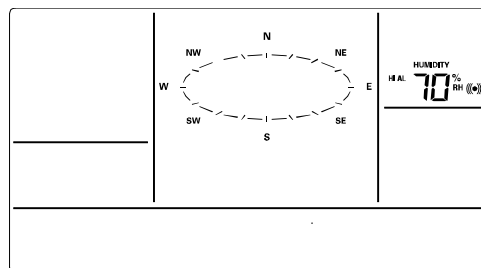 N
NW NE
W E
SW SE
S
HUMIDITY
HI AL 70 %
RH